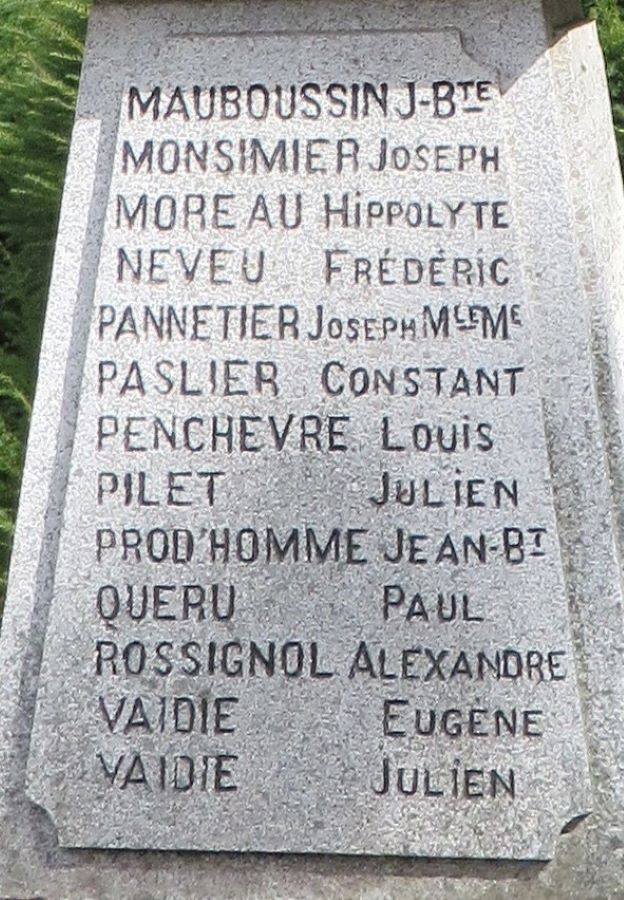 MAUBOUSSIN J-BTE
MONSIMIER JOSEPH
MOREAU HIPPOLYTE
NEVEU FRÉDÉRIC
PANNETIER JOSEPH MLE ME
PASLIER CONSTANT
PENCHEVRE LOUIS
PILET JULIEN
PROD'HOMME JEAN-BT
QUERU PAUL
ROSSIGNOL ALEXANDRE
VAIDIE EUGÈNE
VAIDIE JULIEN